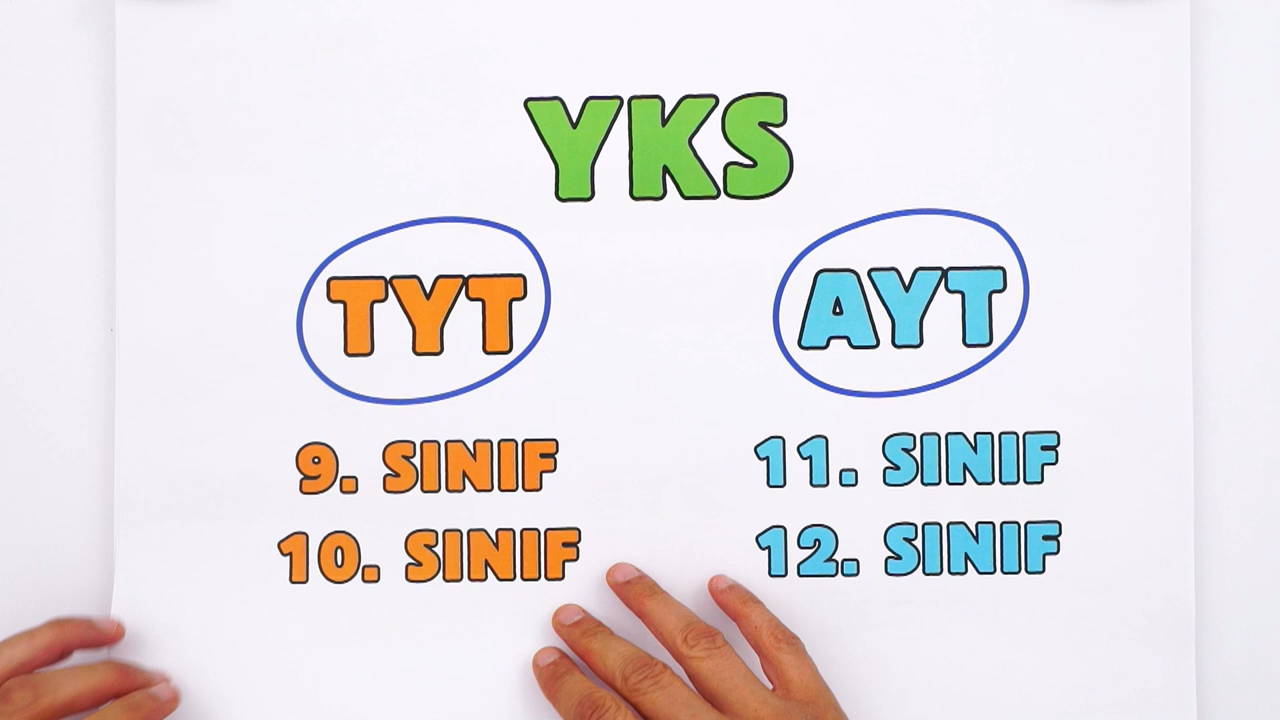 YKS
TYT
AYT
9. SINIF
11. SINIF
10. SINIF
12. SINIF